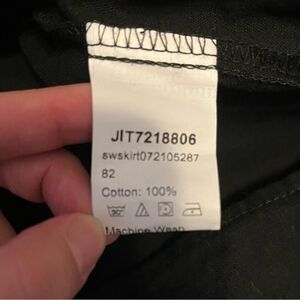 JIT7218806
swskirt072105287
82
Cotton: 100%
Machine Wash